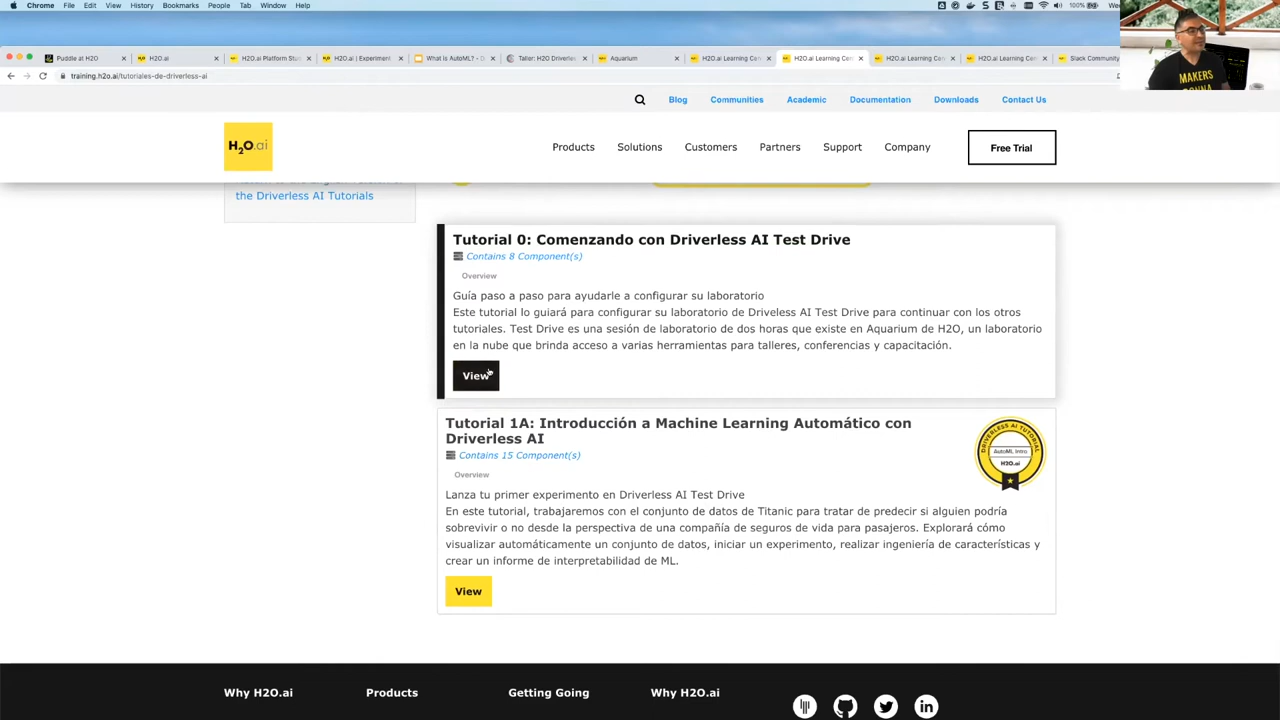 Chrome File Edit View History Bookmarks People Tab Window Help
100%
Puddle at H2O
H2O.ai
H2O.ai Platform Stu
H2O.ai | Experiment
What is AutoML? -
Taller: H2O Driverles
Aquarium
H2O.ai Learning Cen
H2O.ai Learning Cen
H2O.ai Learning Cen
H2O.ai Learning Cen
Slack Community
training.h2o.ai/tutoriales-de-driverless-ai
MAKERS
GONNA
Blog Communities Academic Documentation Downloads Contact Us
H2O.ai
Products Solutions Customers Partners Support Company
Free Trial
the Driverless AI Tutorials
Tutorial 0: Comenzando con Driverless AI Test Drive
Contains 8 Component(s)
Overview
Guía paso a paso para ayudarle a configurar su laboratorio
Este tutorial lo guiará para configurar su laboratorio de Driveless AI Test Drive para continuar con los otros
tutoriales. Test Drive es una sesión de laboratorio de dos horas que existe en Aquarium de H2O, un laboratorio
en la nube que brinda acceso a varias herramientas para talleres, conferencias y capacitación.
View
Tutorial 1A: Introducción a Machine Learning Automático con
Driverless AI
Contains 15 Component(s)
Overview
Lanza tu primer experimento en Driverless AI Test Drive
En este tutorial, trabajaremos con el conjunto de datos de Titanic para tratar de predecir si alguien podría
sobrevivir o no desde la perspectiva de una compañía de seguros de vida para pasajeros. Explorará cómo
visualizar automáticamente un conjunto de datos, iniciar un experimento, realizar ingeniería de características y
crear un informe de interpretabilidad de ML.
View
DRIVERLESS AI TUTORIAL
AutoML Intro
H2O.ai
Why H2O.ai Products Getting Going Why H2O.ai